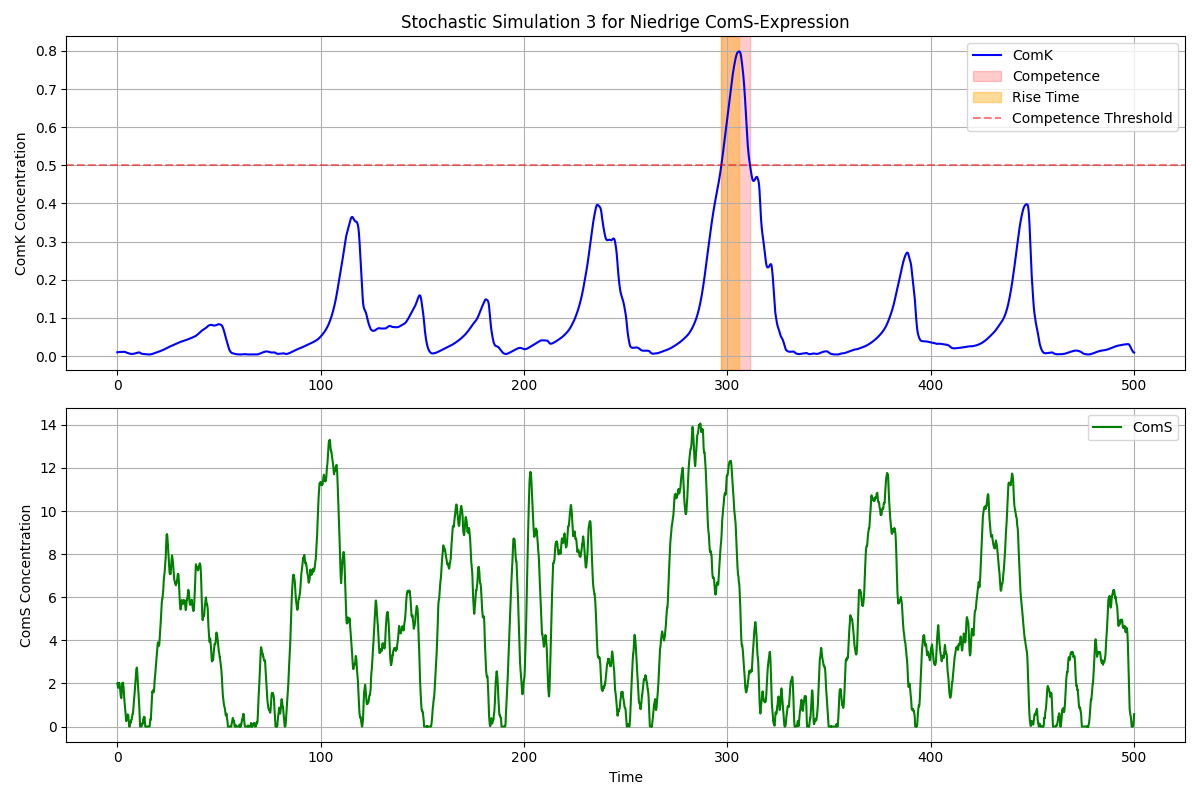 Stochastic Simulation 3 for Niedrige ComS-Expression
ComK Concentration
0.8
0.7
0.6
0.5
0.4
0.3
0.2
0.1
0.0
ComK
Competence
Rise Time
Competence Threshold
0 100 200 300 400 500
ComS Concentration
14
12
10
8
6
4
2
0
ComS
0 100 200 300 400 500
Time